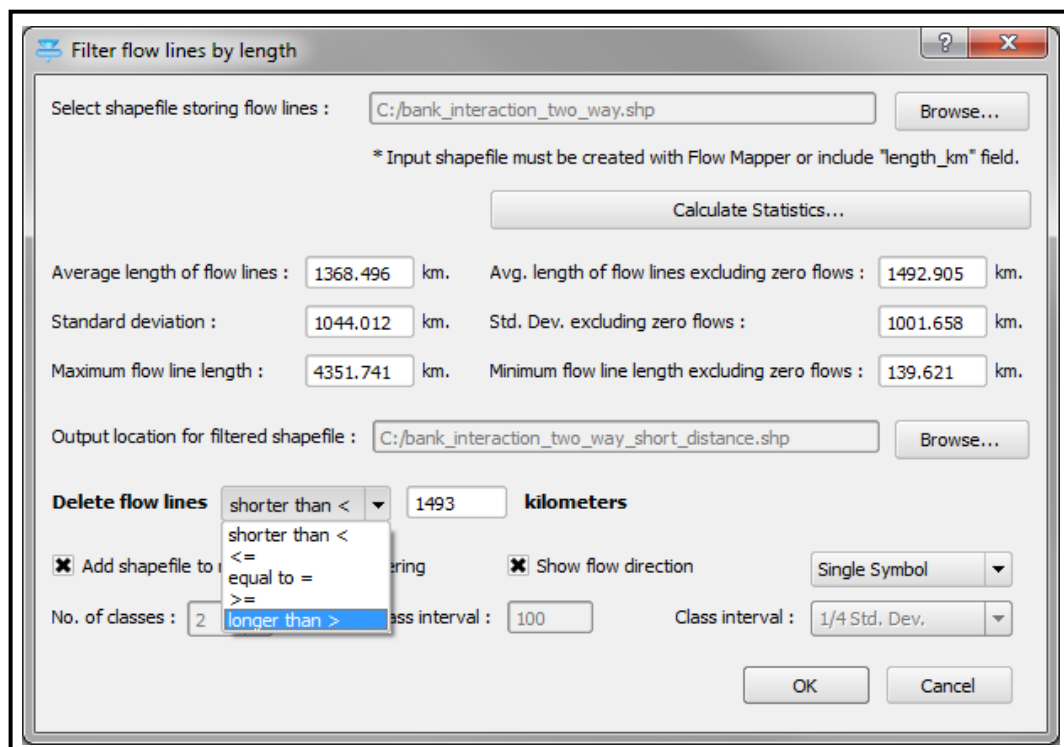 Filter flow lines by length
Select shapefile storing flow lines : C:/bank_interaction_two_way.shp Browse...
* Input shapefile must be created with Flow Mapper or include "length_km" field.
Calculate Statistics...
Average length of flow lines : 1368.496 km. Avg. length of flow lines excluding zero flows : 1492.905 km.
Standard deviation : 1044.012 km. Std. Dev. excluding zero flows : 1001.658 km.
Maximum flow line length : 4351.741 km. Minimum flow line length excluding zero flows : 139.621 km.
Output location for filtered shapefile : C:/bank_interaction_two_way_short_distance.shp Browse...
Delete flow lines shorter than < 1493 kilometers
shorter than <
<=
equal to =
>=
longer than >
Add shapefile to ering Show flow direction Single Symbol
No. of classes : 2 ass interval : 100 Class interval : 1/4 Std. Dev.
OK Cancel